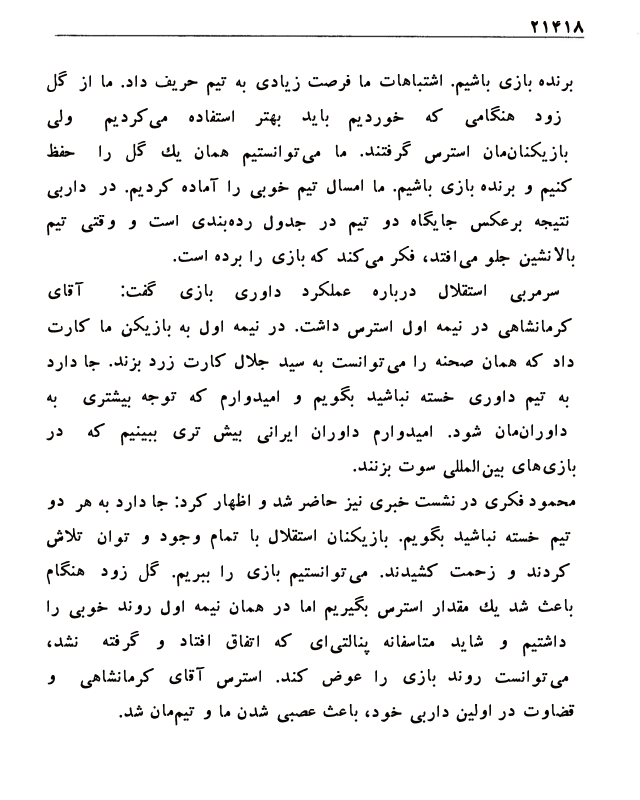 ۲۱۴۱۸
برنده بازی باشیم. اشتباهات ما فرصت زیادی به تیم حریف داد. ما از گل
زود هنگامی که خوردیم باید بهتر استفاده می‌کردیم ولی
بازیکنان‌مان استرس گرفتند. ما می‌توانستیم همان یك گل را حفظ
کنیم و برنده بازی باشیم. ما امسال تیم خوبی را آماده کردیم. در داربی
نتیجه برعکس جایگاه دو تیم در جدول رده‌بندی است و وقتی تیم
بالانشین جلو می‌افتد، فکر می‌کند که بازی را برده است.
سرمربی استقلال درباره عملکرد داوری بازی گفت: آقای
کرمانشاهی در نیمه اول استرس داشت. در نیمه اول به بازیکن ما کارت
داد که همان صحنه را می‌توانست به سید جلال کارت زرد بزند. جا دارد
به تیم داوری خسته نباشید بگویم و امیدوارم که توجه بیشتری به
داوران‌مان شود. امیدوارم داوران ایرانی بیش تری ببینیم که در
بازی‌های بین‌المللی سوت بزنند.
محمود فکری در نشست خبری نیز حاضر شد و اظهار کرد: جا دارد به هر دو
تیم خسته نباشید بگویم. بازیکنان استقلال با تمام وجود و توان تلاش
کردند و زحمت کشیدند. می‌توانستیم بازی را ببریم. گل زود هنگام
باعث شد یك مقدار استرس بگیریم اما در همان نیمه اول روند خوبی را
داشتیم و شاید متاسفانه پنالتی‌ای که اتفاق افتاد و گرفته نشد،
می‌توانست روند بازی را عوض کند. استرس آقای کرمانشاهی و
قضاوت در اولین داربی خود، باعث عصبی شدن ما و تیم‌مان شد.